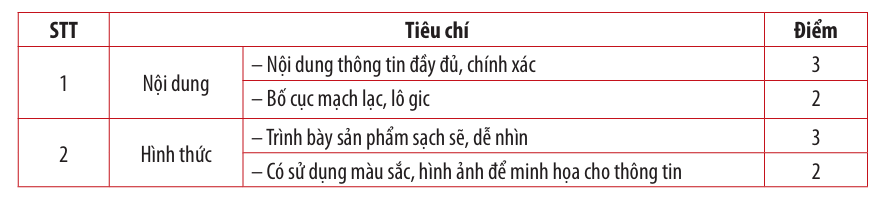 STT Tiêu chí Điểm
1 Nội dung – Nội dung thông tin đầy đủ, chính xác 3
– Bố cục mạch lạc, lô gic 2
2 Hình thức – Trình bày sản phẩm sạch sẽ, dễ nhìn 3
– Có sử dụng màu sắc, hình ảnh để minh họa cho thông tin 2